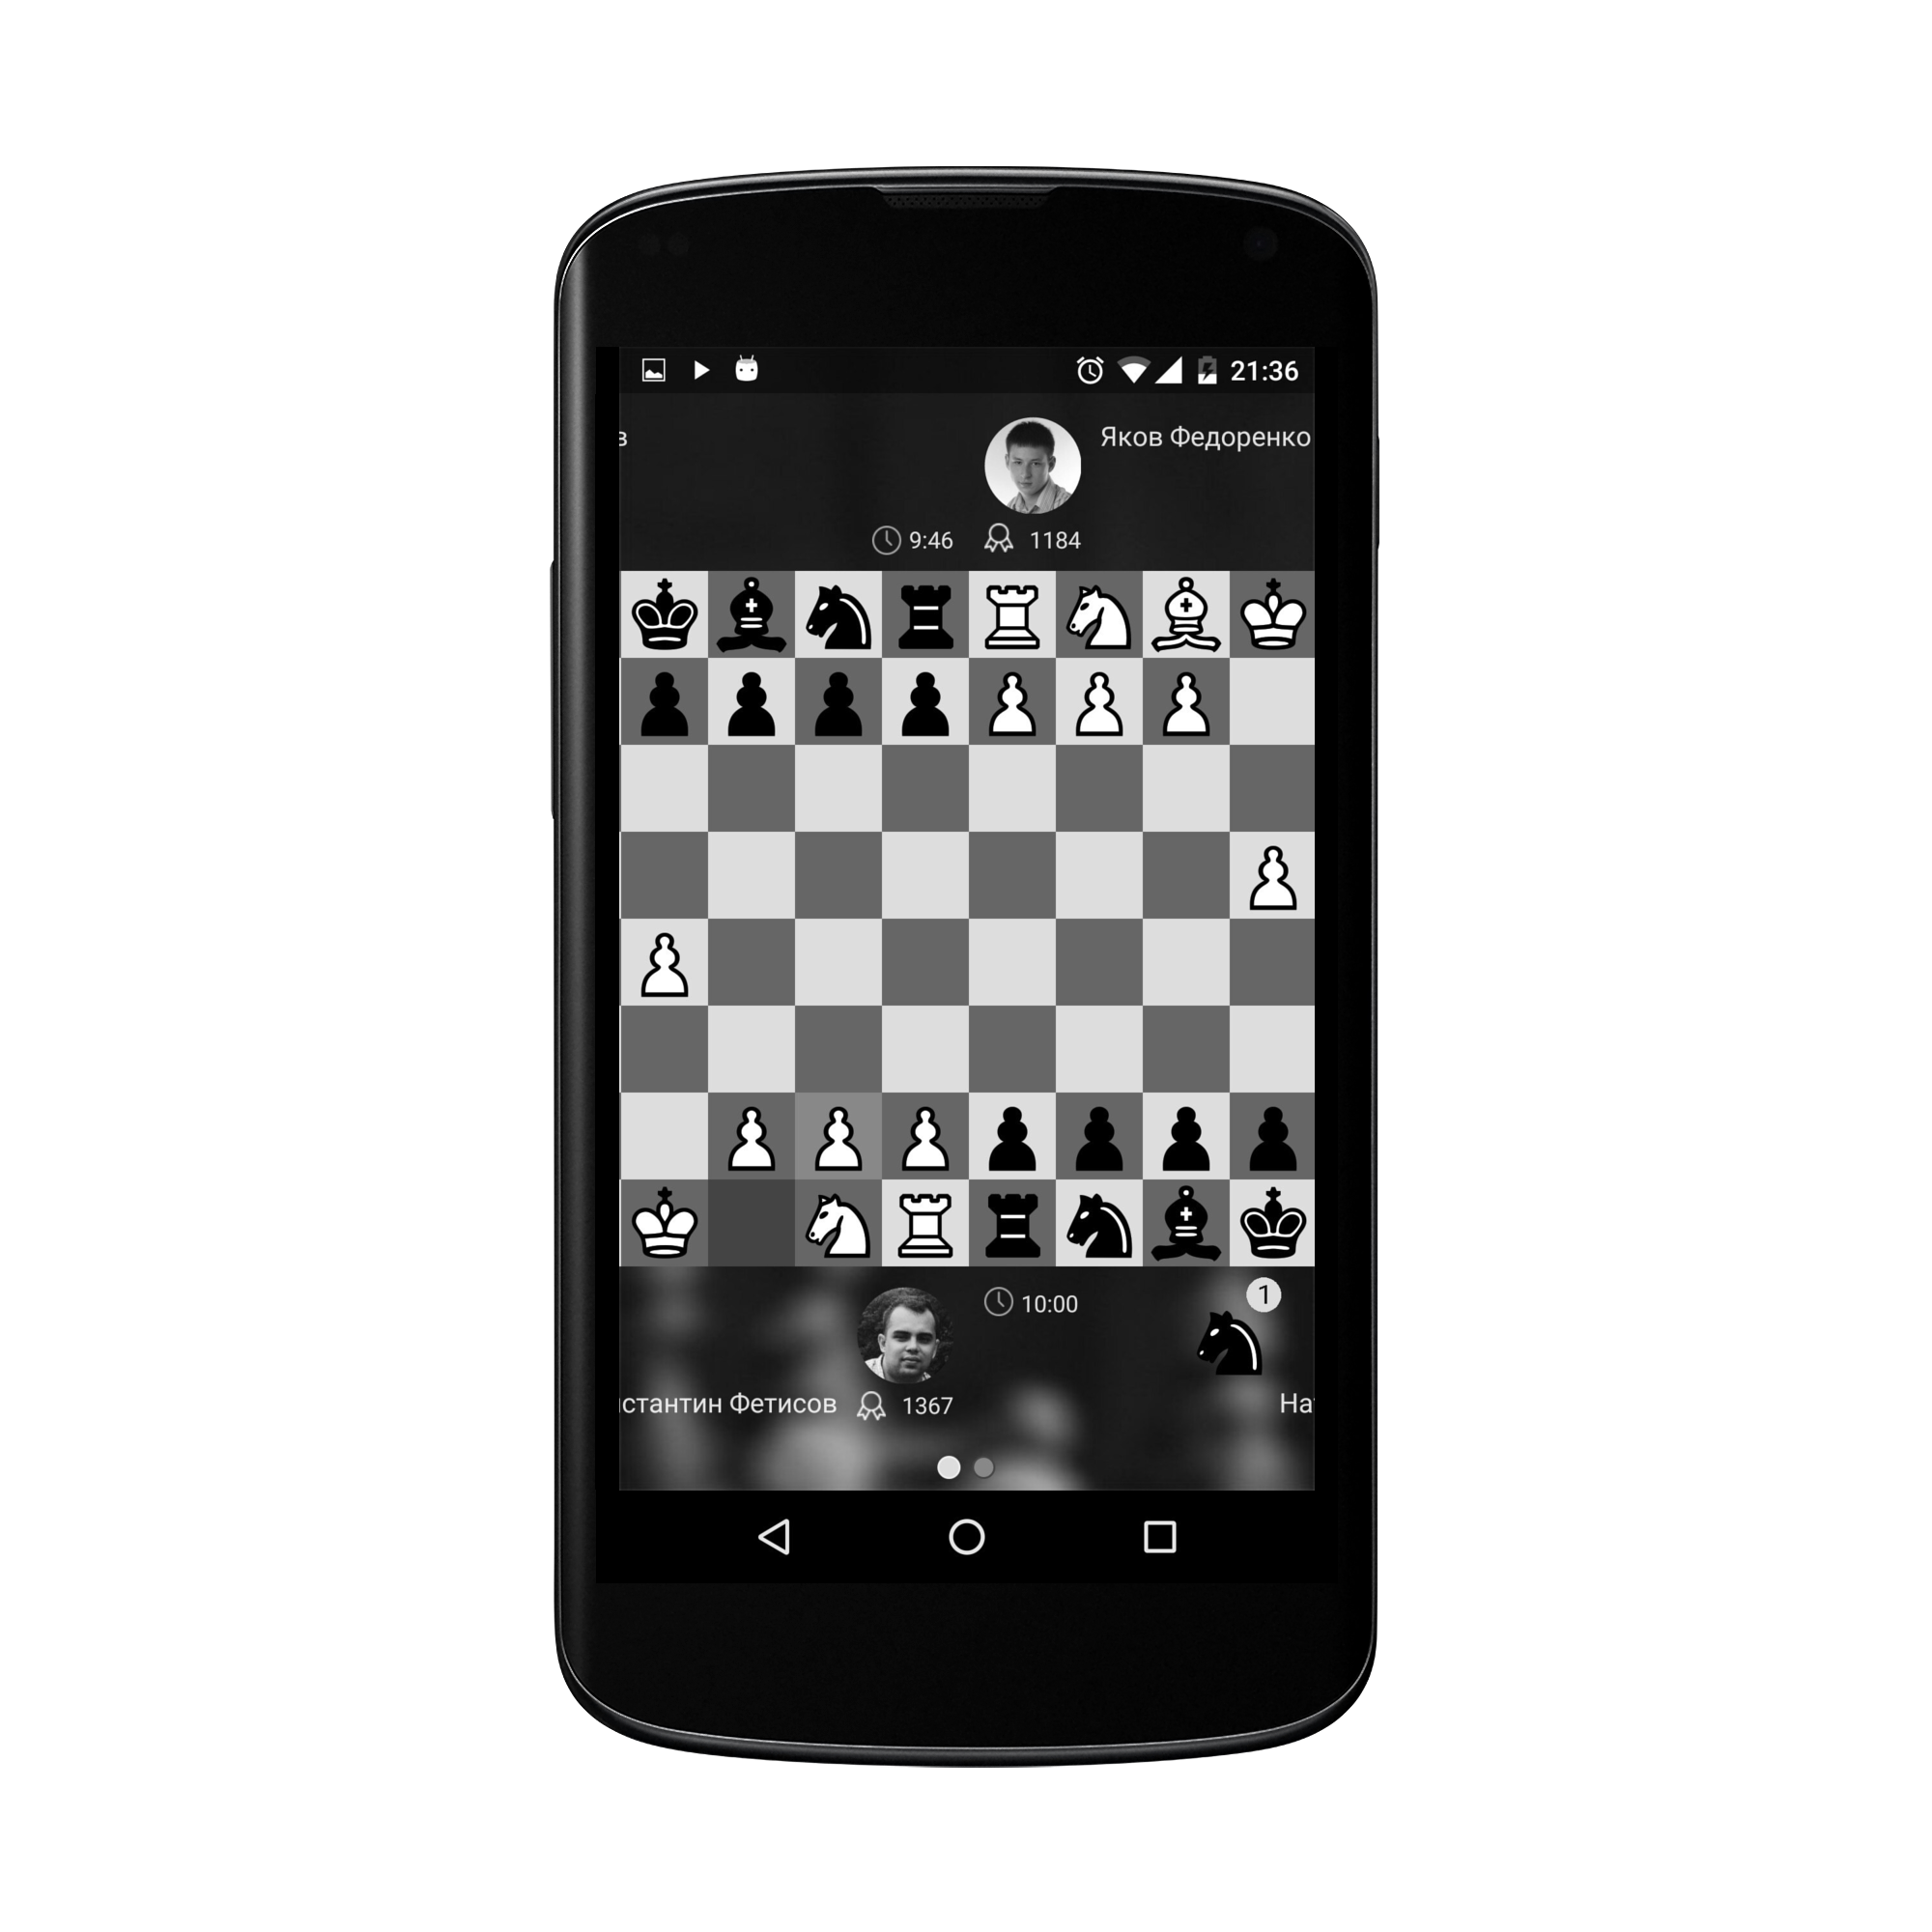 21:36
в
Яков Федоренко
9:46
1184
10:00
1
стантин Фетисов
1367
На